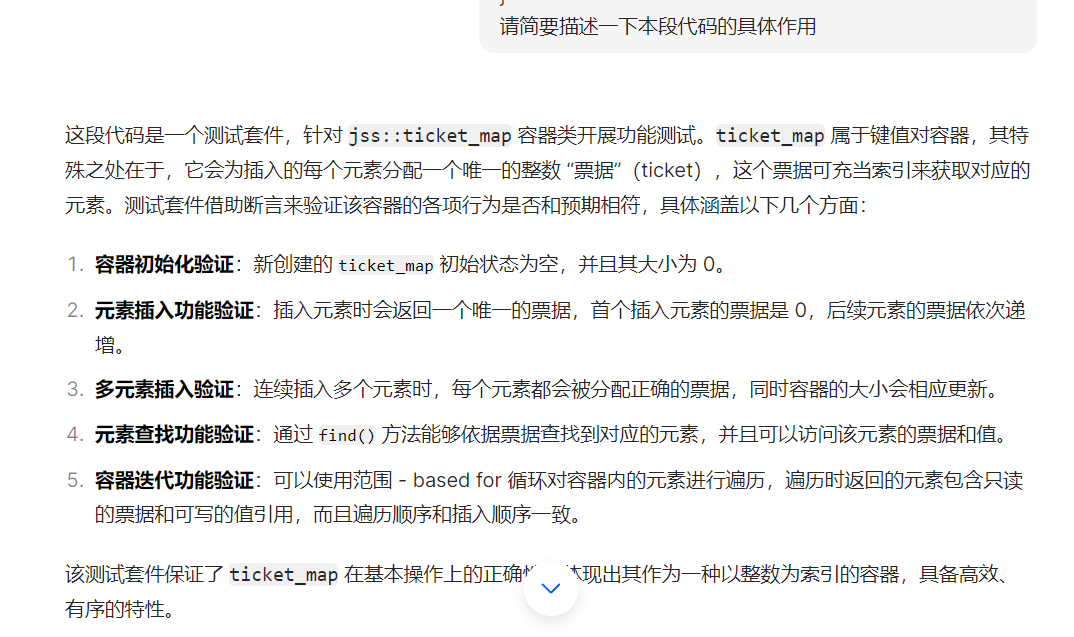 请简要描述一下本段代码的具体作用
这段代码是一个测试套件，针对 jss::ticket_map 容器类开展功能测试。ticket_map 属于键值对容器，其特
殊之处在于，它会为插入的每个元素分配一个唯一的整数 “票据”（ticket），这个票据可充当索引来获取对应的
元素。测试套件借助断言来验证该容器的各项行为是否和预期相符，具体涵盖以下几个方面：
1. 容器初始化验证：新创建的 ticket_map 初始状态为空，并且其大小为 0。
2. 元素插入功能验证：插入元素时会返回一个唯一的票据，首个插入元素的票据是 0，后续元素的票据依次递
增。
3. 多元素插入验证：连续插入多个元素时，每个元素都会被分配正确的票据，同时容器的大小会相应更新。
4. 元素查找功能验证：通过 find() 方法能够依据票据查找到对应的元素，并且可以访问该元素的票据和值。
5. 容器迭代功能验证：可以使用范围 - based for 循环对容器内的元素进行遍历，遍历时返回的元素包含只读
的票据和可写的值引用，而且遍历顺序和插入顺序一致。
该测试套件保证了 ticket_map 在基本操作上的正确 现出其作为一种以整数为索引的容器，具备高效、
有序的特性。